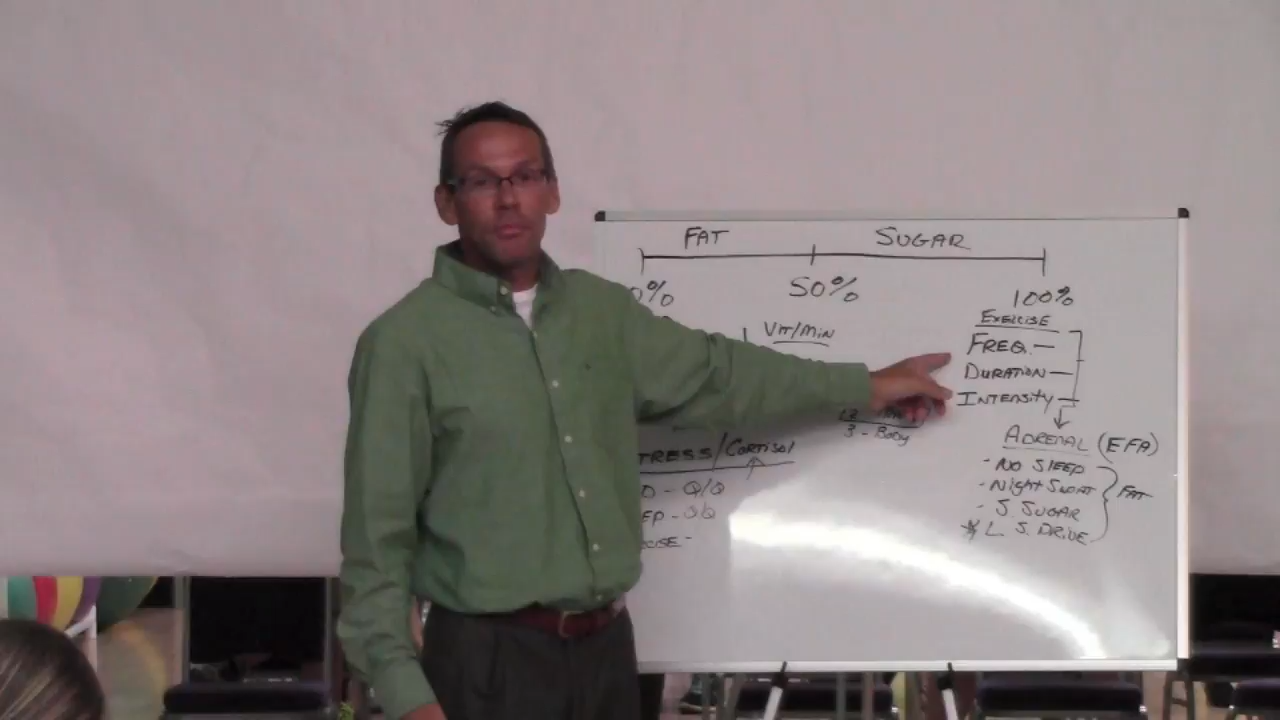 FAT SUGAR
0% 50% 100%
EXERCISE
FREQ. —
DURATION —
INTENSITY —
VIT/MIN
3 - BODY
TRESS/CORTISOL
D - Q/Q
EP - Q/Q
CISE -
ADRENAL (EFA)
- NO SLEEP
- NIGHT SWEAT
- S. SUGAR
* L. S. DRIVE
FAT